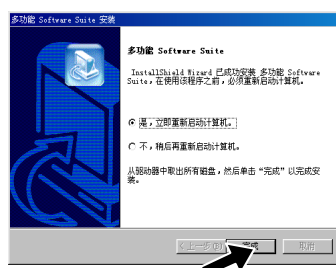 多功能 Software Suite 安装
多功能 Software Suite
InstallShield Wizard 已成功安装 多功能 Software
Suite，在使用该程序之前，必须重新启动计算机。
是，立即重新启动计算机。
不，稍后再重新启动计算机。
从驱动器中取出所有磁盘，然后单击“完成”以完成安
装。
<上一步(B) 完成 取消